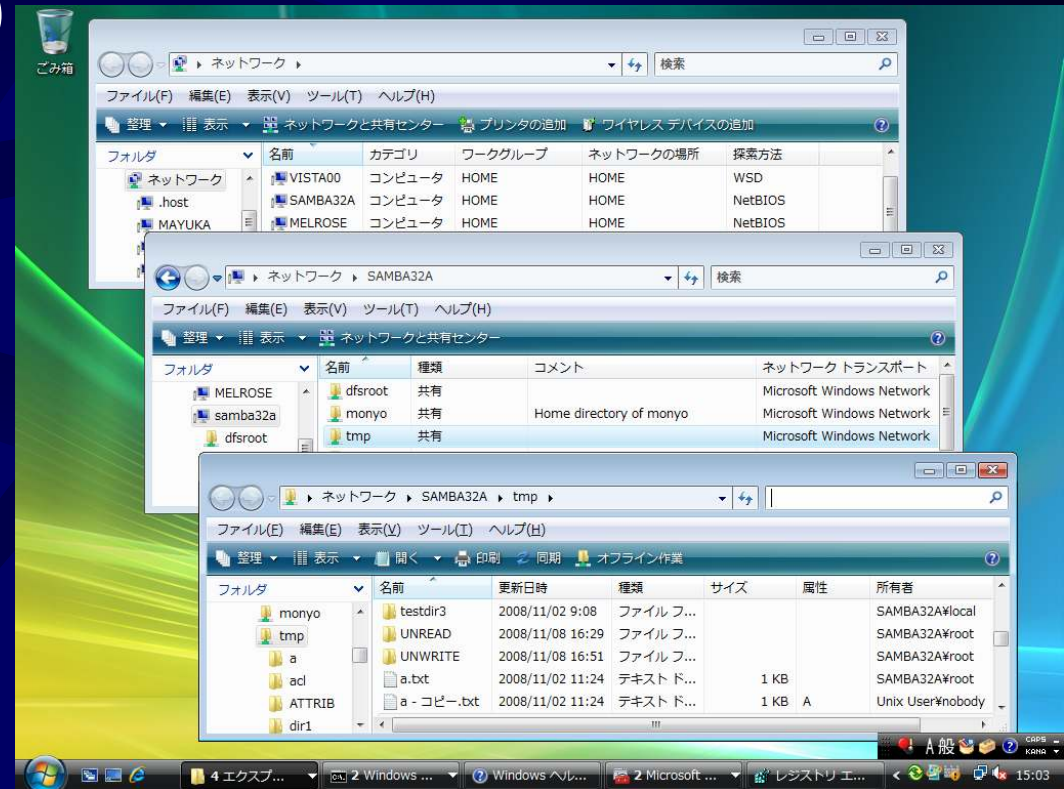 ごみ箱
ネットワーク
検索
ファイル(F) 編集(E) 表示(V) ツール(T) ヘルプ(H)
整理 表示 ネットワークと共有センター プリンタの追加 ワイヤレス デバイスの追加
フォルダ 名前 カテゴリ ワークグループ ネットワークの場所 探索方法
ネットワーク VISTA00 コンピュータ HOME HOME WSD
.host SAMBA32A コンピュータ HOME HOME NetBIOS
MAYUKA MELROSE コンピュータ HOME HOME NetBIOS
ネットワーク SAMBA32A
検索
ファイル(F) 編集(E) 表示(V) ツール(T) ヘルプ(H)
整理 表示 ネットワークと共有センター
フォルダ 名前 種類 コメント ネットワーク トランスポート
MELROSE dfsroot 共有 Microsoft Windows Network
samba32a monyo 共有 Home directory of monyo Microsoft Windows Network
dfsroot tmp 共有 Microsoft Windows Network
ネットワーク SAMBA32A tmp
ファイル(F) 編集(E) 表示(V) ツール(T) ヘルプ(H)
整理 表示 開く 印刷 同期 オフライン作業
フォルダ 名前 更新日時 種類 サイズ 属性 所有者
monyo testdir3 2008/11/02 9:08 ファイル フ... SAMBA32A¥local
tmp UNREAD 2008/11/08 16:29 ファイル フ... SAMBA32A¥root
a UNWRITE 2008/11/08 16:51 ファイル フ... SAMBA32A¥root
acl a.txt 2008/11/02 11:24 テキスト ド... 1 KB SAMBA32A¥root
ATTRIB a - コピー.txt 2008/11/02 11:24 テキスト ド... 1 KB A Unix User¥nobody
dir1
A 般 CAPS KANA
4 エクスプ... 2 Windows ... Windows ヘル... 2 Microsoft ... レジストリ エ... 15:03